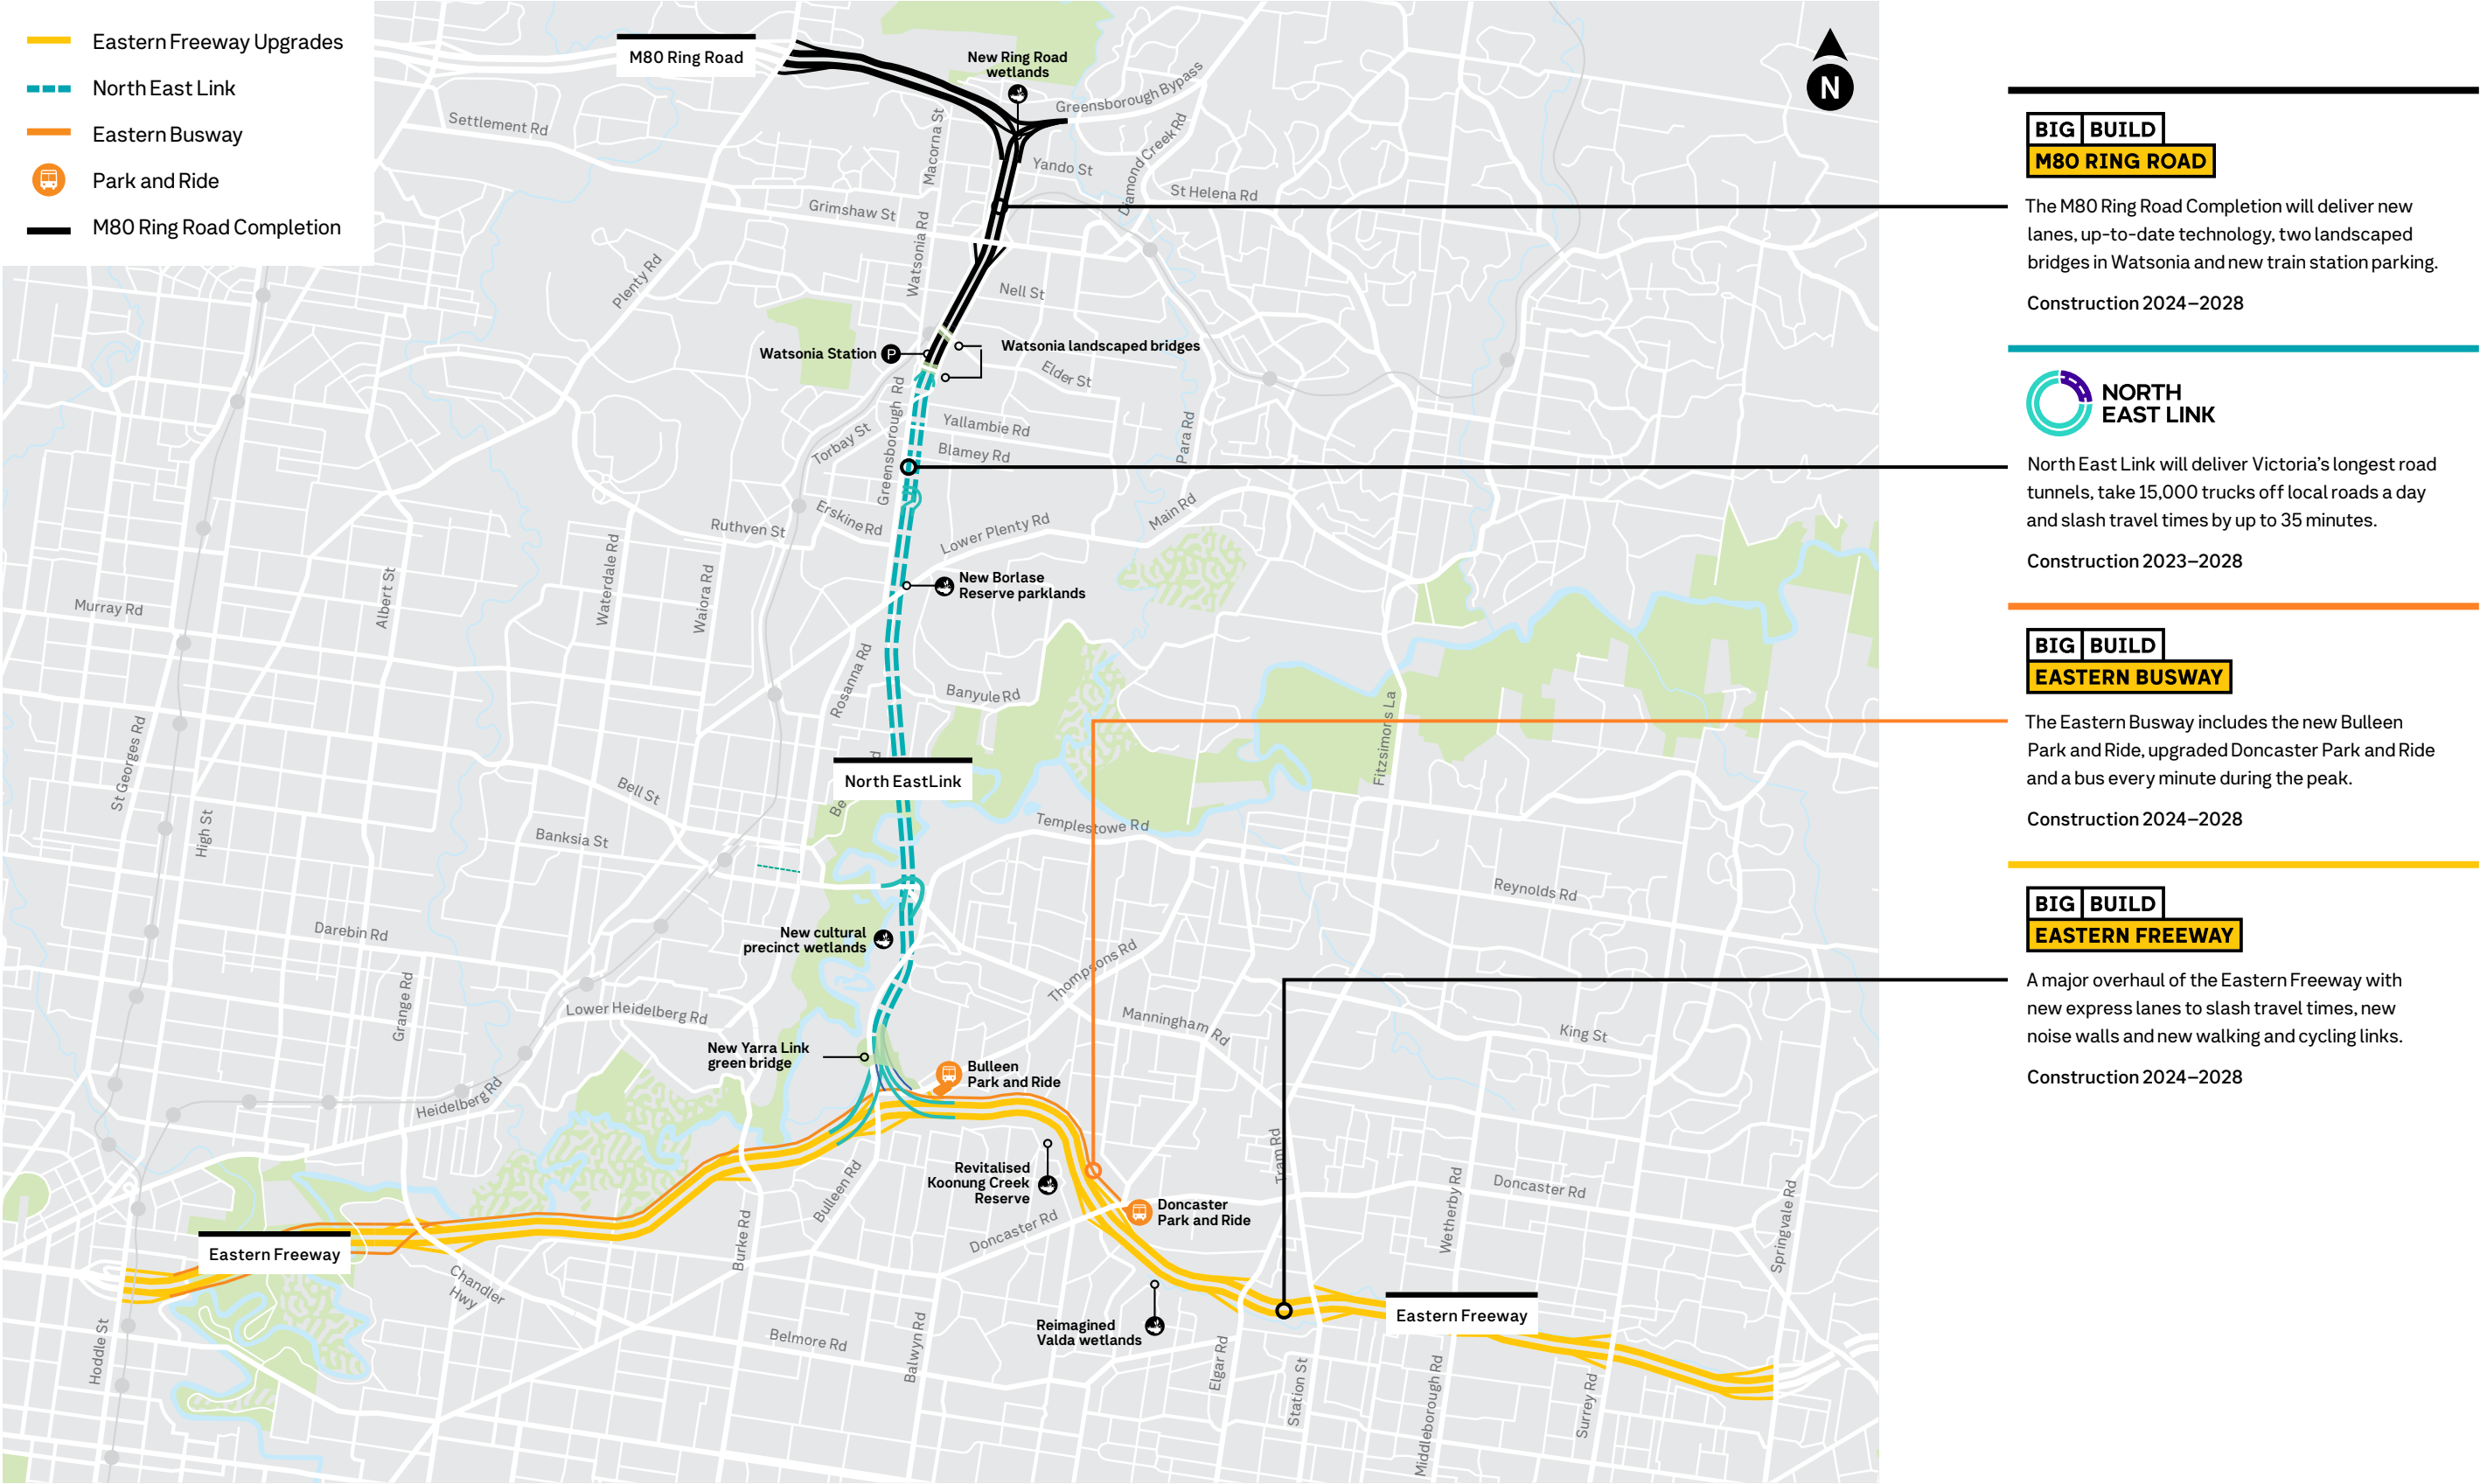 Eastern Freeway Upgrades
North East Link
Eastern Busway
Park and Ride
M80 Ring Road Completion
M80 Ring Road
New Ring Road
wetlands
Greensborough Bypass
N
Settlement Rd
Macorna St
Yando St
Diamond Creek Rd
St Helena Rd
Grimshaw St
Watsonia Rd
Plenty Rd
Nell St
Watsonia Station
P
Watsonia landscaped bridges
Elder St
Greensborough Rd
Yallambie Rd
Para Rd
Torbay St
Blamey Rd
Erskine Rd
Ruthven St
Lower Plenty Rd
Main Rd
Waterdale Rd
Albert St
Waiora Rd
Murray Rd
New Borlase
Reserve parklands
Rosanna Rd
Banyule Rd
Fitzsimons La
St Georges Rd
North EastLink
Be
d
Bell St
High St
Banksia St
Templestowe Rd
Reynolds Rd
Darebin Rd
New cultural
precinct wetlands
Thompsons Rd
Grange Rd
Lower Heidelberg Rd
Manningham Rd
King St
New Yarra Link
green bridge
Bulleen
Park and Ride
Heidelberg Rd
Tram Rd
Revitalised
Koonung Creek
Reserve
Bulleen Rd
Wetherby Rd
Doncaster Rd
Springvale Rd
Doncaster
Park and Ride
Doncaster Rd
Burke Rd
Eastern Freeway
Chandler
Hwy
Hoddle St
Belmore Rd
Balwyn Rd
Reimagined
Valda wetlands
Eastern Freeway
Elgar Rd
Station St
Middleborough Rd
Surrey Rd
BIG BUILD
M80 RING ROAD
The M80 Ring Road Completion will deliver new
lanes, up-to-date technology, two landscaped
bridges in Watsonia and new train station parking.
Construction 2024–2028
NORTH
EAST LINK
North East Link will deliver Victoria’s longest road
tunnels, take 15,000 trucks off local roads a day
and slash travel times by up to 35 minutes.
Construction 2023–2028
BIG BUILD
EASTERN BUSWAY
The Eastern Busway includes the new Bulleen
Park and Ride, upgraded Doncaster Park and Ride
and a bus every minute during the peak.
Construction 2024–2028
BIG BUILD
EASTERN FREEWAY
A major overhaul of the Eastern Freeway with
new express lanes to slash travel times, new
noise walls and new walking and cycling links.
Construction 2024–2028